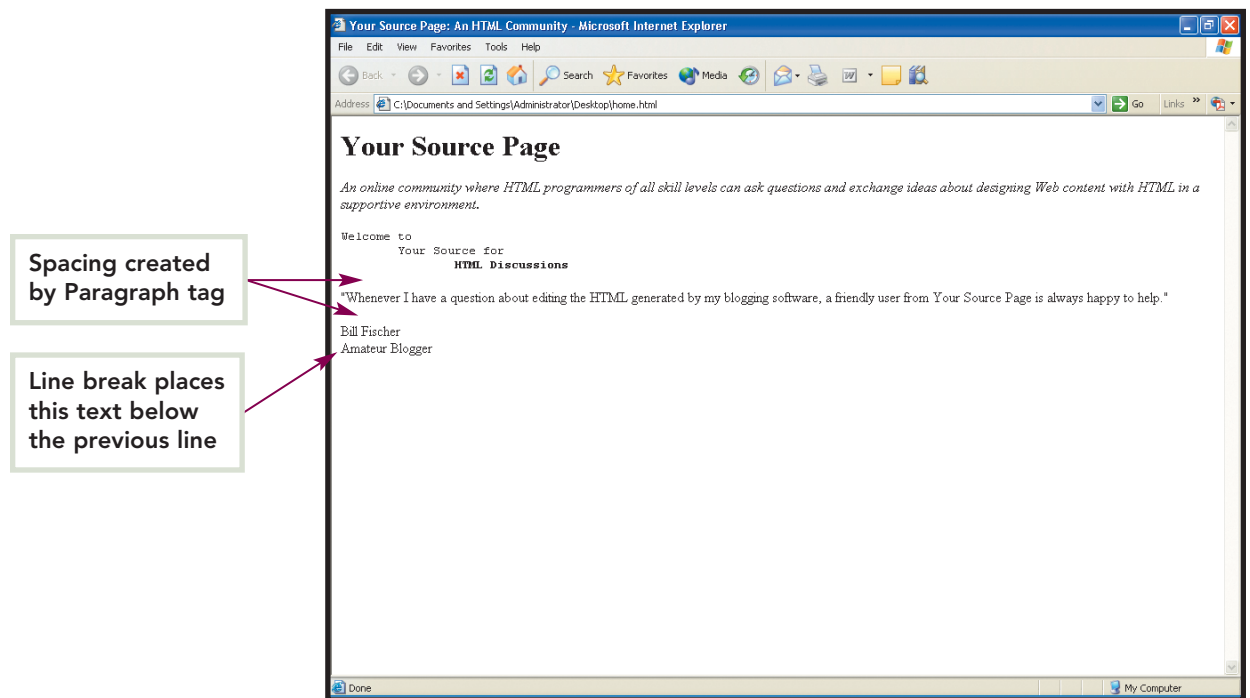 Your Source Page: An HTML Community - Microsoft Internet Explorer
File Edit View Favorites Tools Help
Back Search Favorites Media
Address C:\Documents and Settings\Administrator\Desktop\home.html Go Links »
Your Source Page
An online community where HTML programmers of all skill levels can ask questions and exchange ideas about designing Web content with HTML in a
supportive environment.
Welcome to
Your Source for
HTML Discussions
Spacing created
by Paragraph tag
"Whenever I have a question about editing the HTML generated by my blogging software, a friendly user from Your Source Page is always happy to help."
Bill Fischer
Amateur Blogger
Line break places
this text below
the previous line
Done My Computer